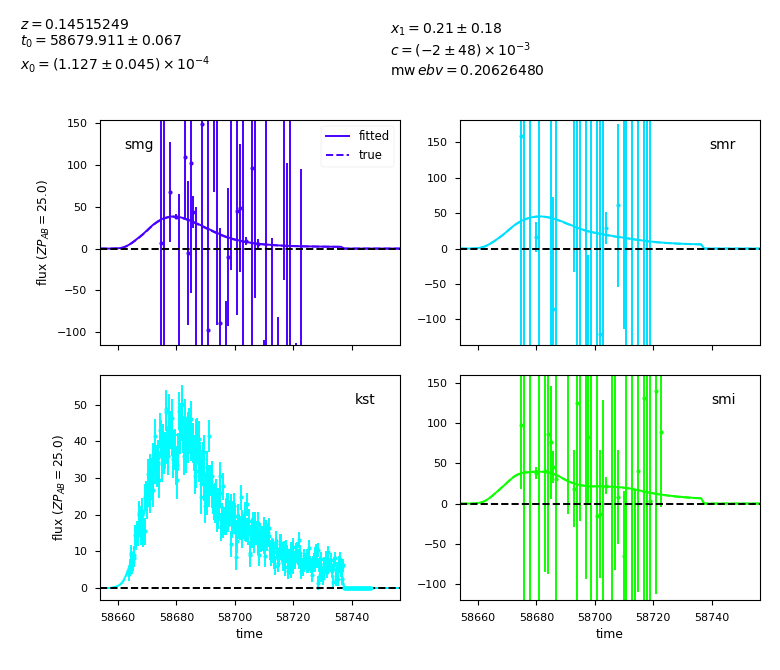 z = 0.14515249
t₀ = 58679.911 ± 0.067
x₀ = (1.127 ± 0.045) × 10⁻⁴
x₁ = 0.21 ± 0.18
c = (−2 ± 48) × 10⁻³
mw ebv = 0.20626480
smg
fitted
true
150
100
50
0
−50
−100
flux (ZP_AB = 25.0)
smr
150
100
50
0
−50
−100
kst
50
40
30
20
10
0
flux (ZP_AB = 25.0)
58660 58680 58700 58720 58740
time
smi
150
100
50
0
−50
−100
58660 58680 58700 58720 58740
time